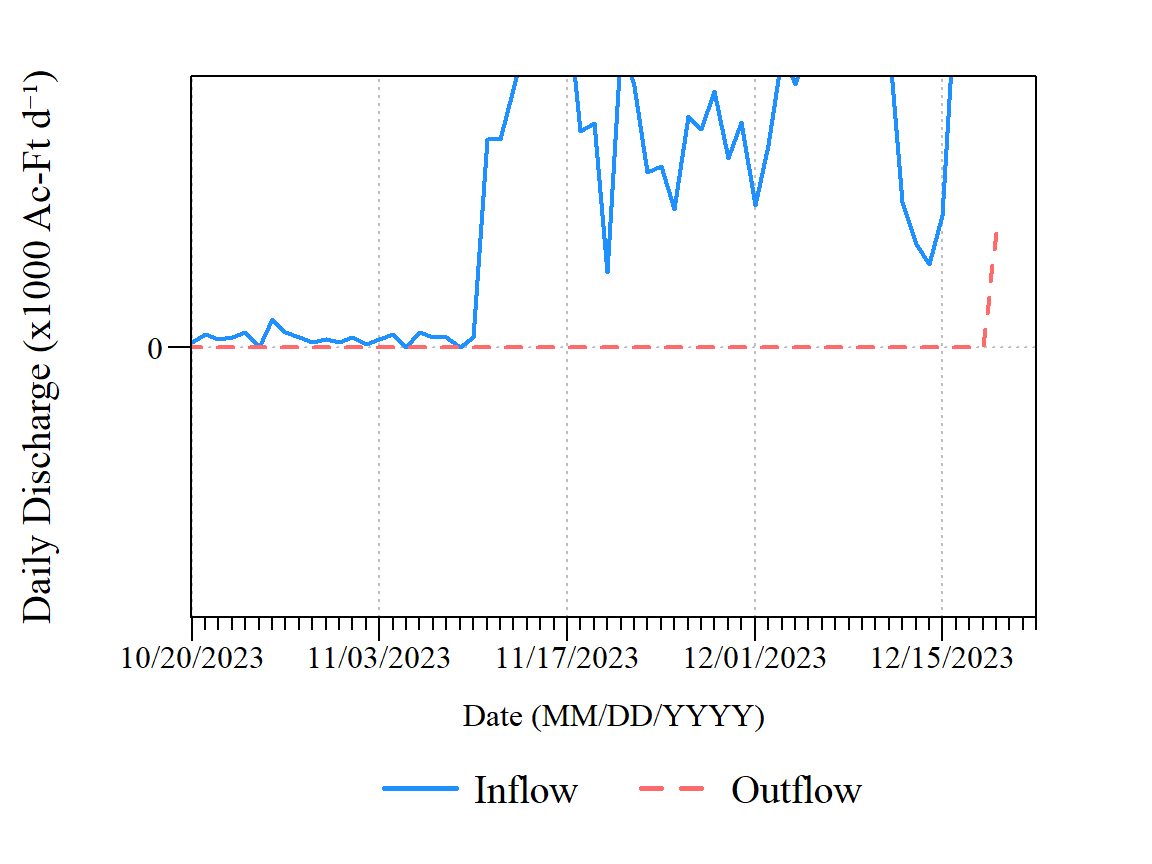 Daily Discharge (x1000 Ac-Ft d⁻¹)
0
10/20/2023 11/03/2023 11/17/2023 12/01/2023 12/15/2023
Date (MM/DD/YYYY)
Inflow Outflow